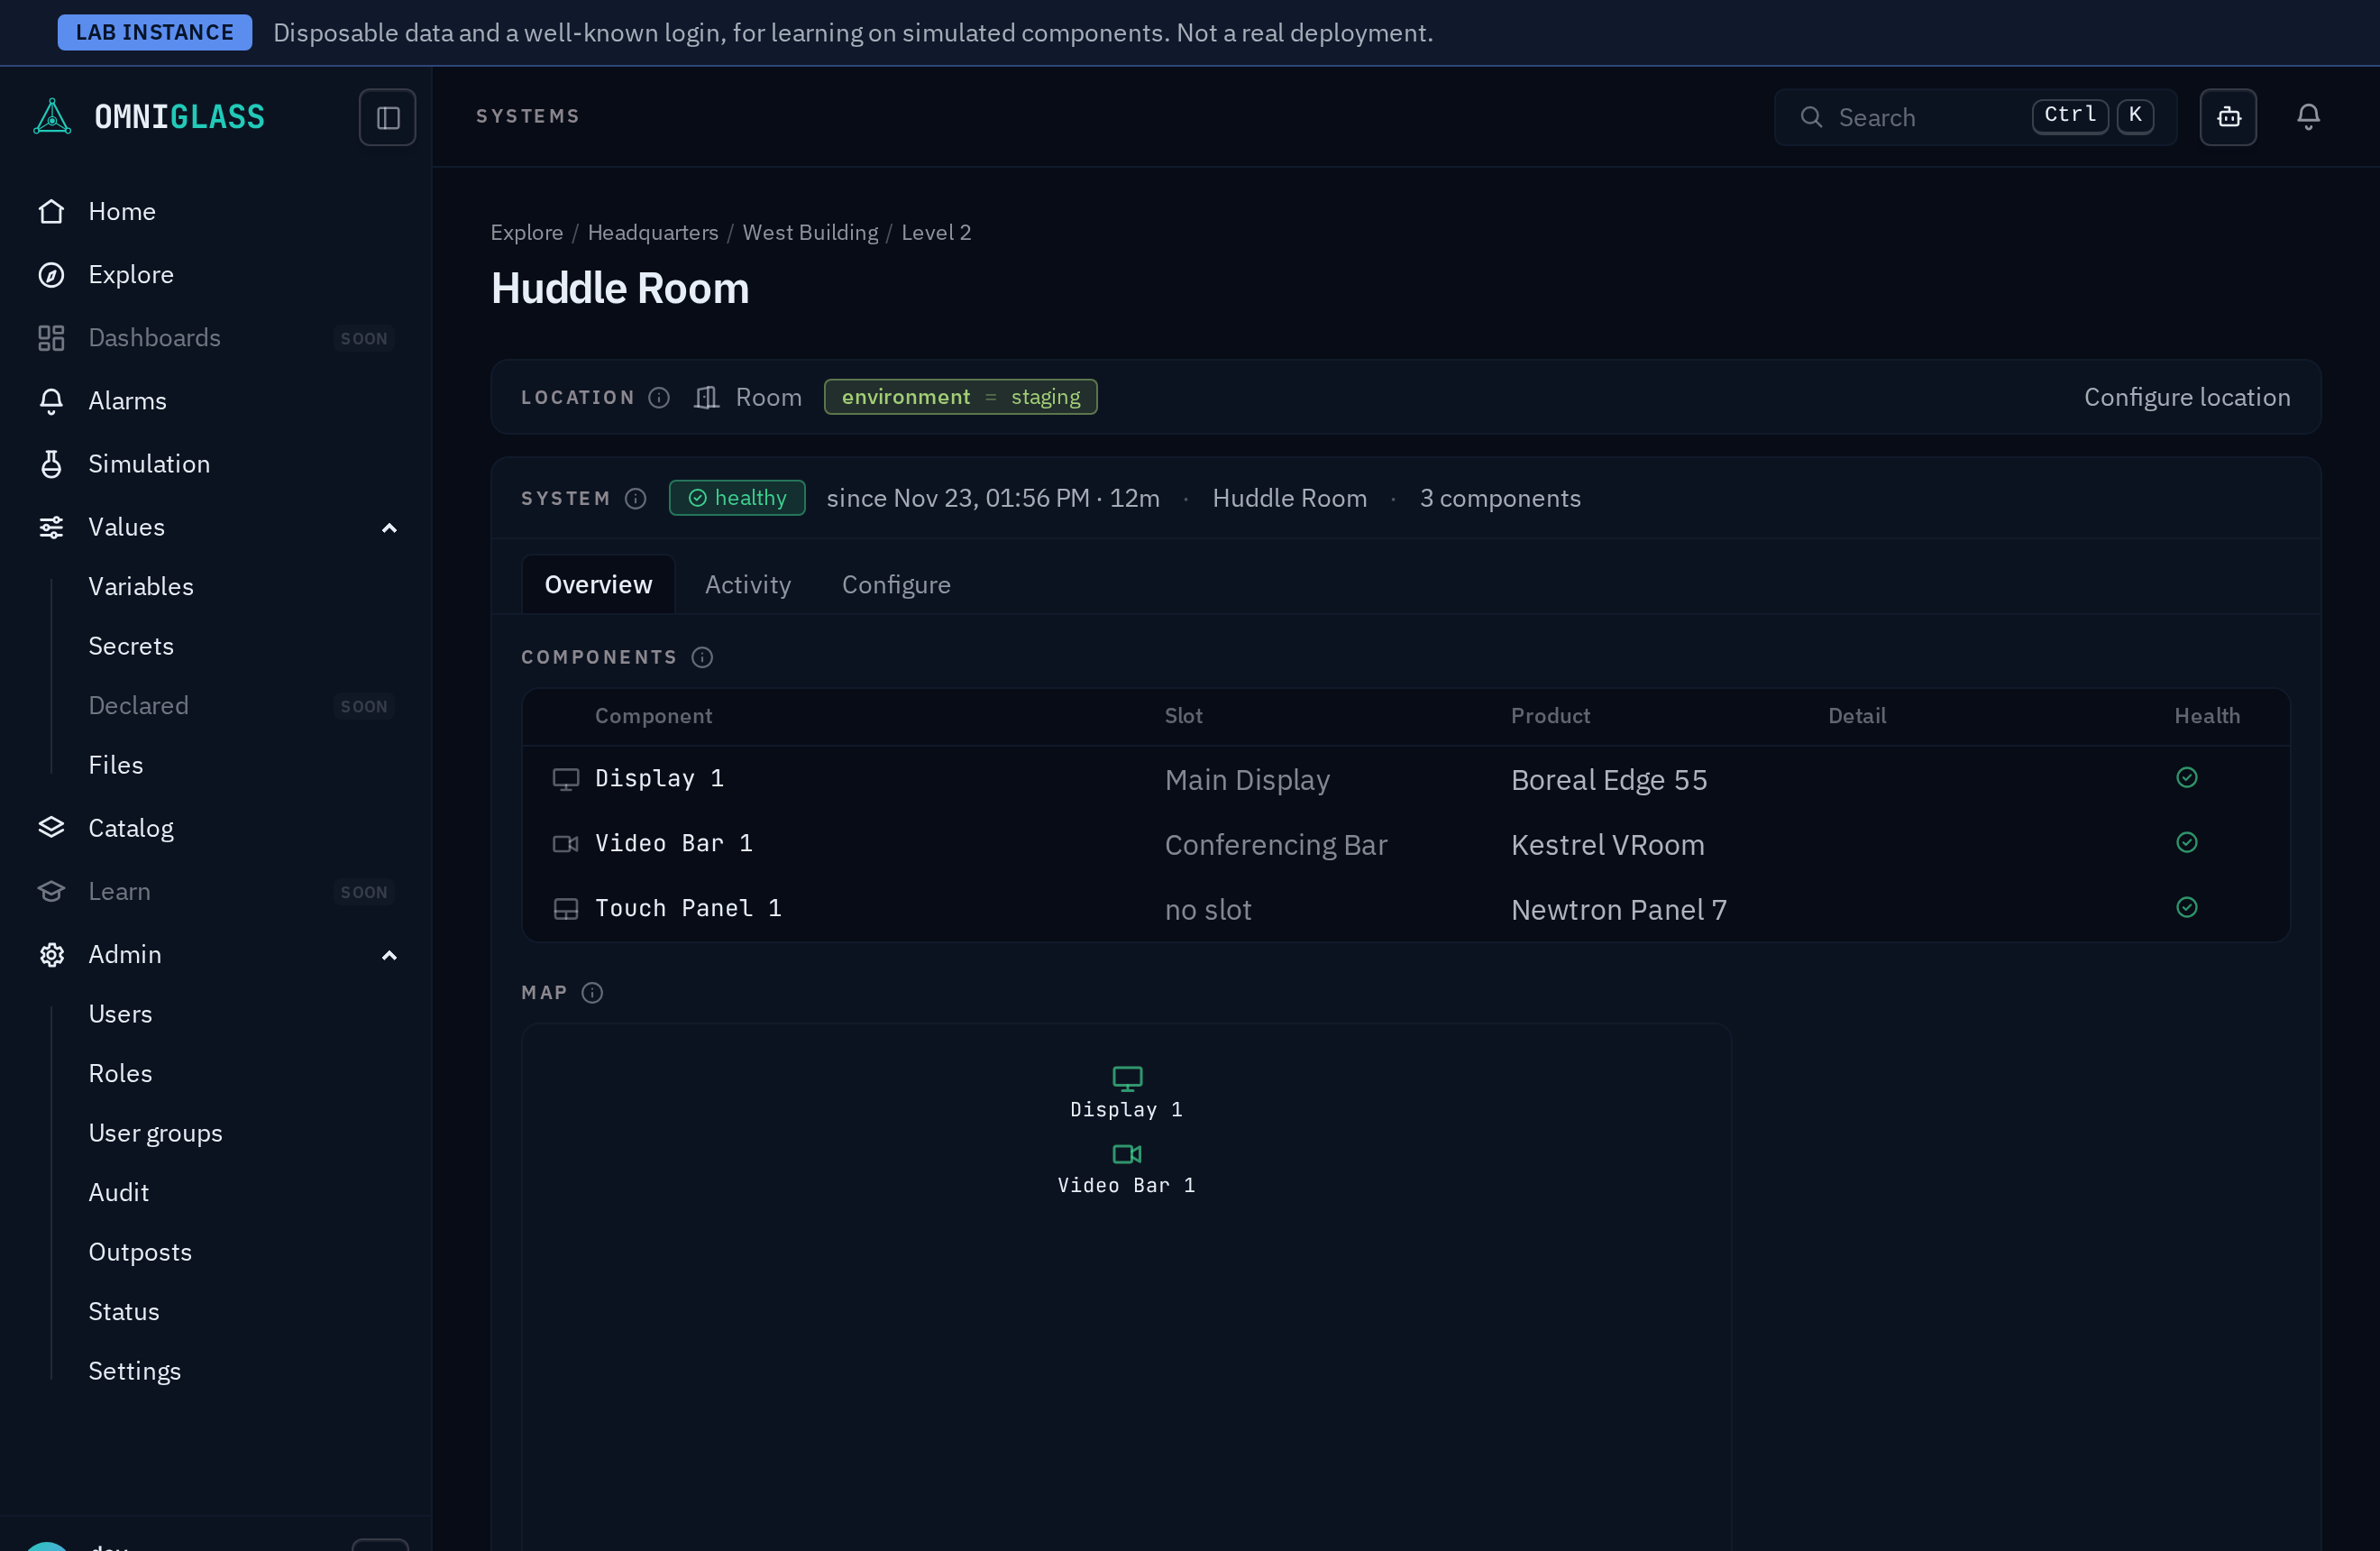 LAB INSTANCE Disposable data and a well-known login, for learning on simulated components. Not a real deployment.
OMNIGLASS
SYSTEMS
Search Ctrl K
Home
Explore
Dashboards SOON
Alarms
Simulation
Values
Variables
Secrets
Declared SOON
Files
Catalog
Learn SOON
Admin
Users
Roles
User groups
Audit
Outposts
Status
Settings
Explore / Headquarters / West Building / Level 2
Huddle Room
LOCATION Room environment = staging Configure location
SYSTEM healthy since Nov 23, 01:56 PM · 12m · Huddle Room · 3 components
Overview Activity Configure
COMPONENTS
Component Slot Product Detail Health
Display 1 Main Display Boreal Edge 55
Video Bar 1 Conferencing Bar Kestrel VRoom
Touch Panel 1 no slot Newtron Panel 7
MAP
Display 1
Video Bar 1